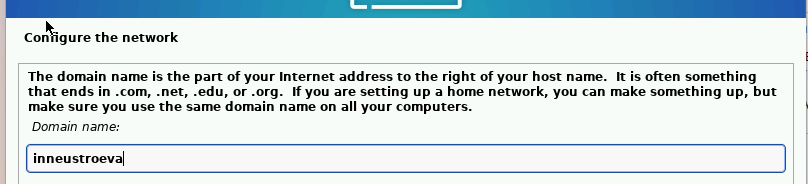 Configure the network
The domain name is the part of your Internet address to the right of your host name.  It is often something
that ends in .com, .net, .edu, or .org.  If you are setting up a home network, you can make something up, but
make sure you use the same domain name on all your computers.
Domain name:
inneustroeva